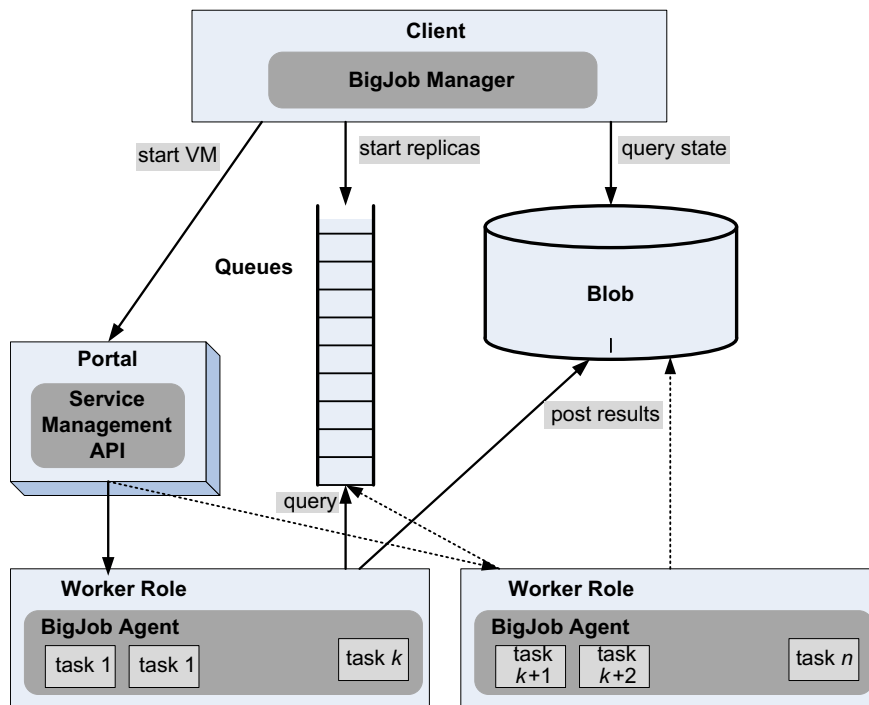 Client
BigJob Manager
start VM
start replicas
query state
Queues
Blob
Portal
Service
Management
API
post results
query
Worker Role
BigJob Agent
task 1
task 1
task k
Worker Role
BigJob Agent
task
k+1
task
k+2
task n